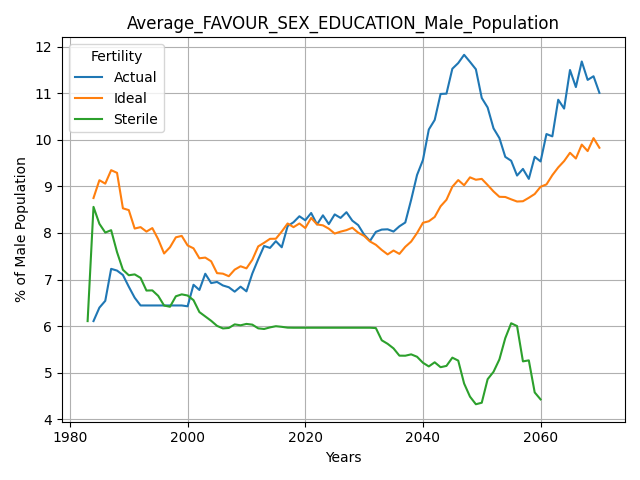 Average_FAVOUR_SEX_EDUCATION_Male_Population
12
11
10
9
8
7
6
5
4
% of Male Population
Fertility
Actual
Ideal
Sterile
1980
2000
2020
2040
2060
Years